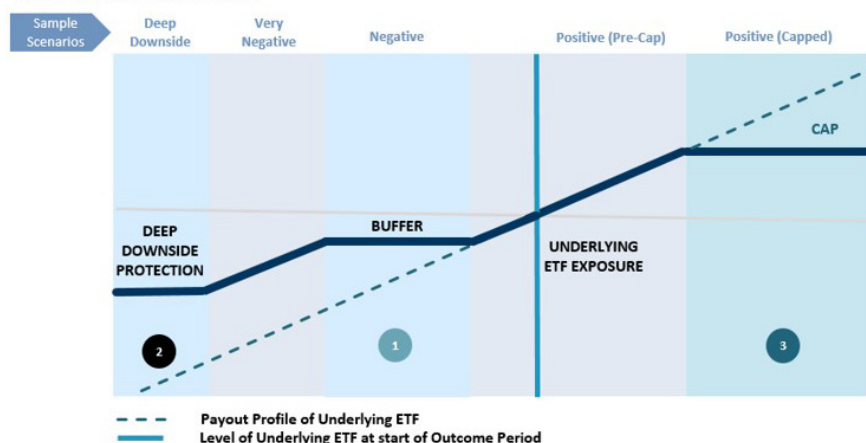 Sample
Scenarios
Deep
Downside
Very
Negative
Negative
Positive (Pre-Cap)
Positive (Capped)
CAP
DEEP
DOWNSIDE
PROTECTION
BUFFER
UNDERLYING
ETF EXPOSURE
2
1
3
Payout Profile of Underlying ETF
Level of Underlying ETF at start of Outcome Period